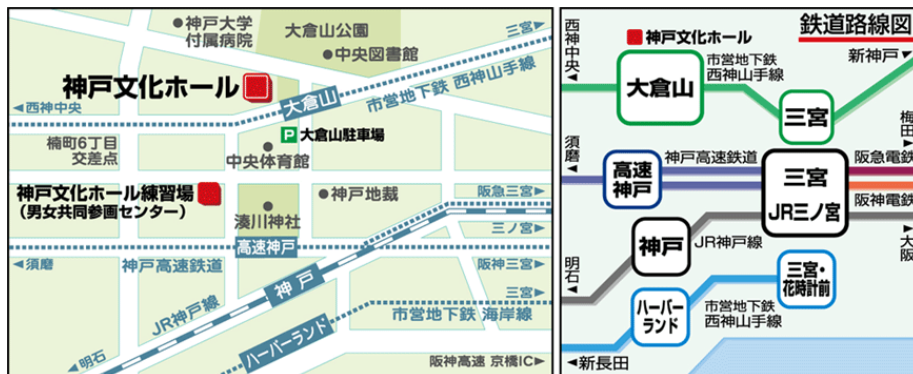 神戸大学
付属病院
大倉山公園
中央図書館
三宮►
神戸文化ホール
大倉山
市営地下鉄 西神山手線
◄西神中央
P 大倉山駐車場
楠町6丁目
交差点
中央体育館
神戸文化ホール練習場
（男女共同参画センター）
神戸地裁
阪急三宮►
湊川神社
三ノ宮►
高速神戸
◄須磨
神戸高速鉄道
阪神三宮►
神戸
三宮►
JR神戸線
市営地下鉄 海岸線
ハーバーランド
◄明石
阪神高速 京橋IC►
鉄道路線図
西神中央
神戸文化ホール
市営地下鉄
西神山手線
新神戸
大倉山
三宮
梅田
須磨
高速
神戸
神戸高速鉄道
三宮
JR三ノ宮
阪急電鉄
阪神電鉄
神戸
JR神戸線
大阪
明石
三宮・
花時計前
ハーバー
ランド
市営地下鉄
西神山手線
◄新長田